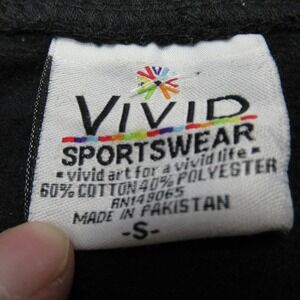 VIVID
SPORTSWEAR
• vivid art for a vivid life •
60% COTTON 40% POLYESTER
RN149065
MADE IN PAKISTAN
-S-